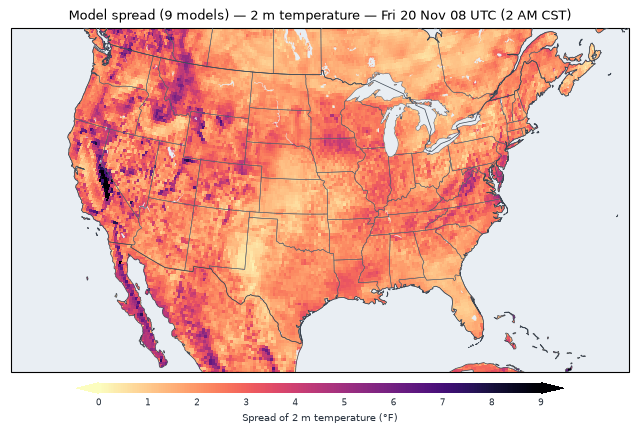 Model spread (9 models) — 2 m temperature — Fri 20 Nov 08 UTC (2 AM CST)
0 1 2 3 4 5 6 7 8 9
Spread of 2 m temperature (°F)